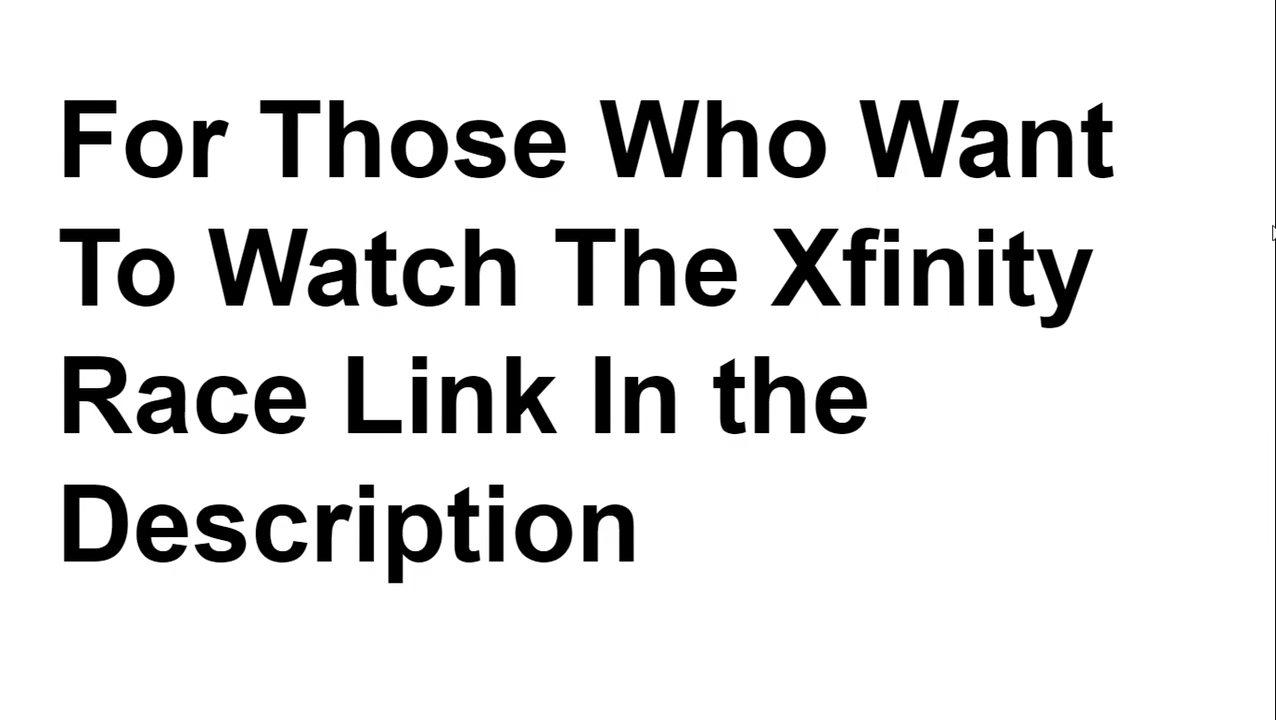 For Those Who Want
To Watch The Xfinity
Race Link In the
Description